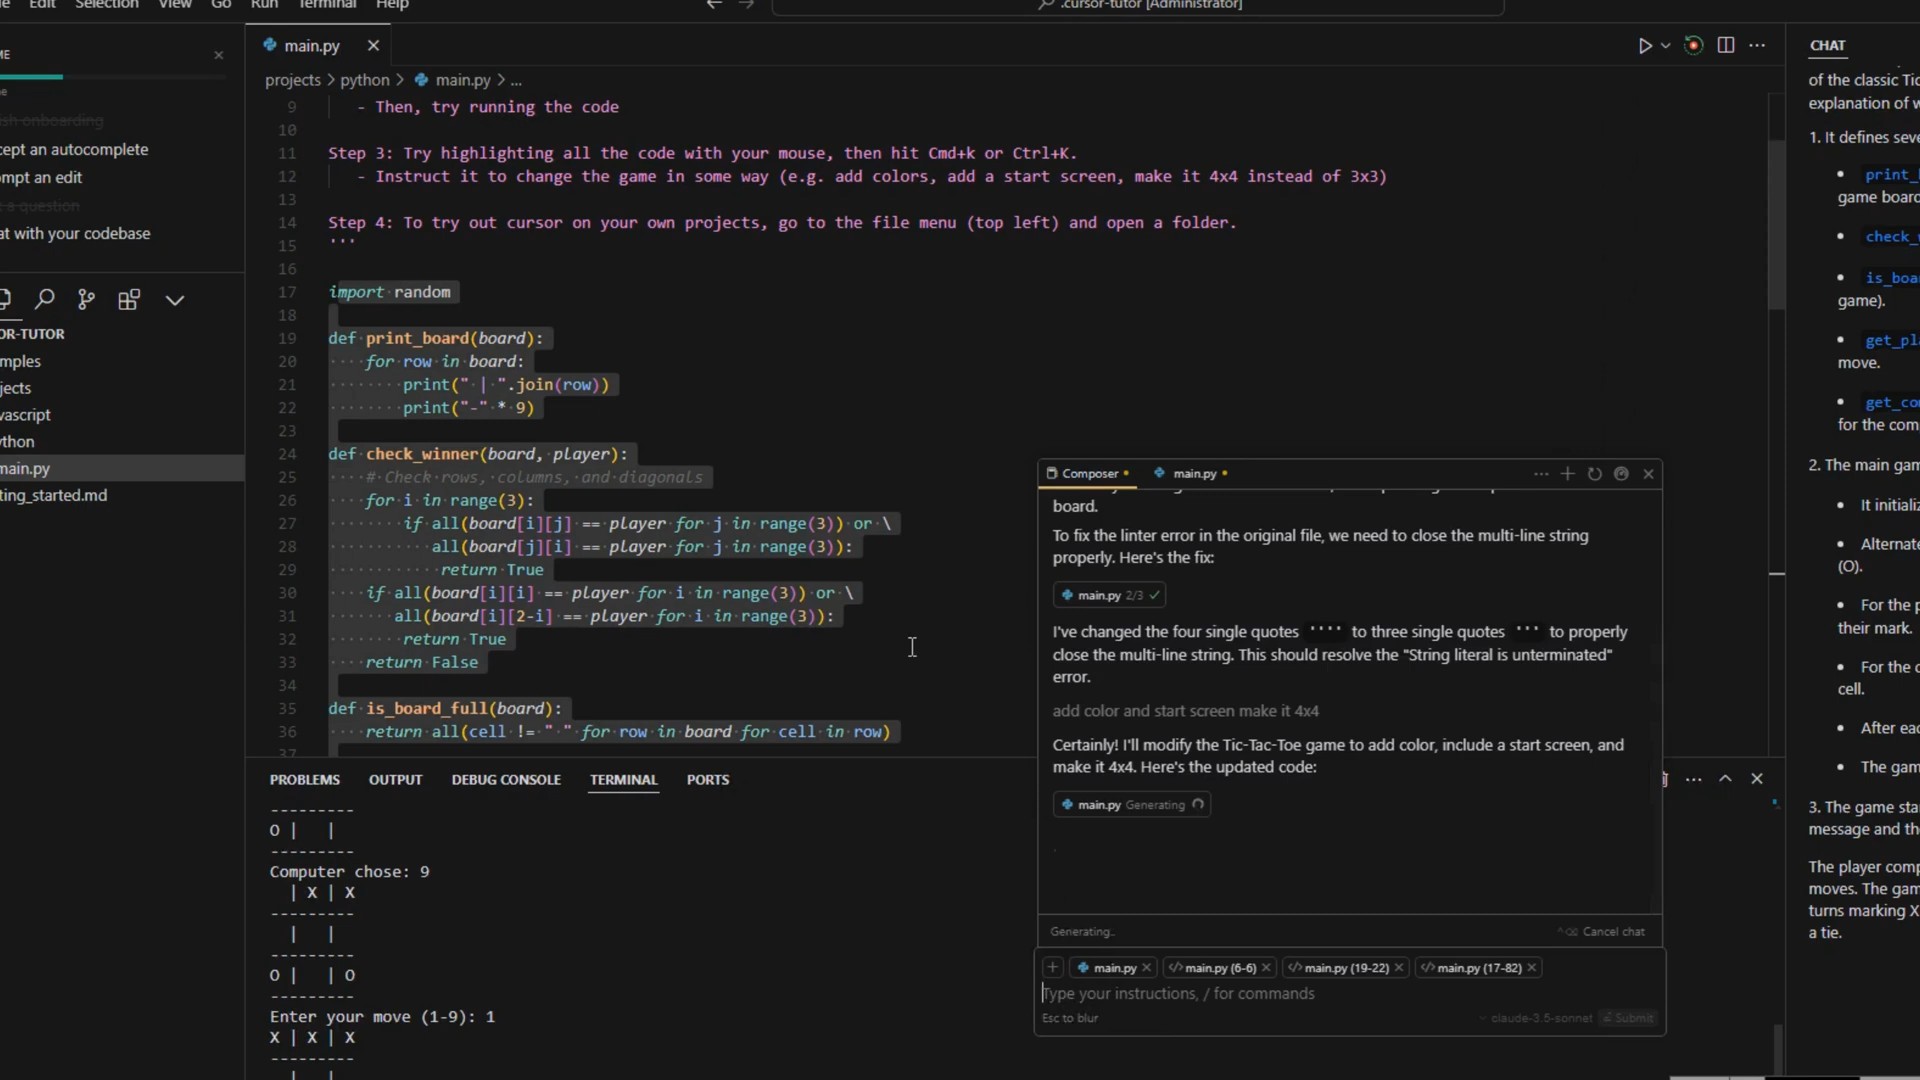 Edit Selection View Go Run Terminal Help
.cursor-tutor [Administrator]
main.py
projects > python > main.py > ...
cept an autocomplete
mpt an edit
at with your codebase
OR-TUTOR
mples
jects
vascript
ython
main.py
ting_started.md
9 - Then, try running the code
10
11 Step 3: Try highlighting all the code with your mouse, then hit Cmd+k or Ctrl+K.
12 - Instruct it to change the game in some way (e.g. add colors, add a start screen, make it 4x4 instead of 3x3)
13
14 Step 4: To try out cursor on your own projects, go to the file menu (top left) and open a folder.
15 '''
16
17 import random
18
19 def print_board(board):
20 for row in board:
21 print(" | ".join(row))
22 print("-" * 9)
23
24 def check_winner(board, player):
25 # Check rows, columns, and diagonals
26 for i in range(3):
27 if all(board[i][j] == player for j in range(3)) or \
28 all(board[j][i] == player for j in range(3)):
29 return True
30 if all(board[i][i] == player for i in range(3)) or \
31 all(board[i][2-i] == player for i in range(3)):
32 return True
33 return False
34
35 def is_board_full(board):
36 return all(cell != " " for row in board for cell in row)
37
PROBLEMS OUTPUT DEBUG CONSOLE TERMINAL PORTS
---------
O |   |
---------
Computer chose: 9
  | X | X
---------
  |   |
---------
O |   | O
---------
Enter your move (1-9): 1
X | X | X
---------
  |   |
Composer main.py
board.
To fix the linter error in the original file, we need to close the multi-line string
properly. Here's the fix:
main.py 2/3
I've changed the four single quotes '''' to three single quotes ''' to properly
close the multi-line string. This should resolve the "String literal is unterminated"
error.
add color and start screen make it 4x4
Certainly! I'll modify the Tic-Tac-Toe game to add color, include a start screen, and
make it 4x4. Here's the updated code:
main.py Generating
Generating..
Cancel chat
main.py main.py (6-6) main.py (19-22) main.py (17-82)
Type your instructions, / for commands
Esc to blur
claude-3.5-sonnet Submit
CHAT
of the classic Tic
explanation of w
1. It defines seve
print_b
game board
check_w
is_boar
game).
get_pla
move.
get_com
for the comp
2. The main gam
It initializ
Alternate
(O).
For the p
their mark.
For the c
cell.
After eac
The gam
3. The game star
message and the
The player comp
moves. The gam
turns marking X
a tie.